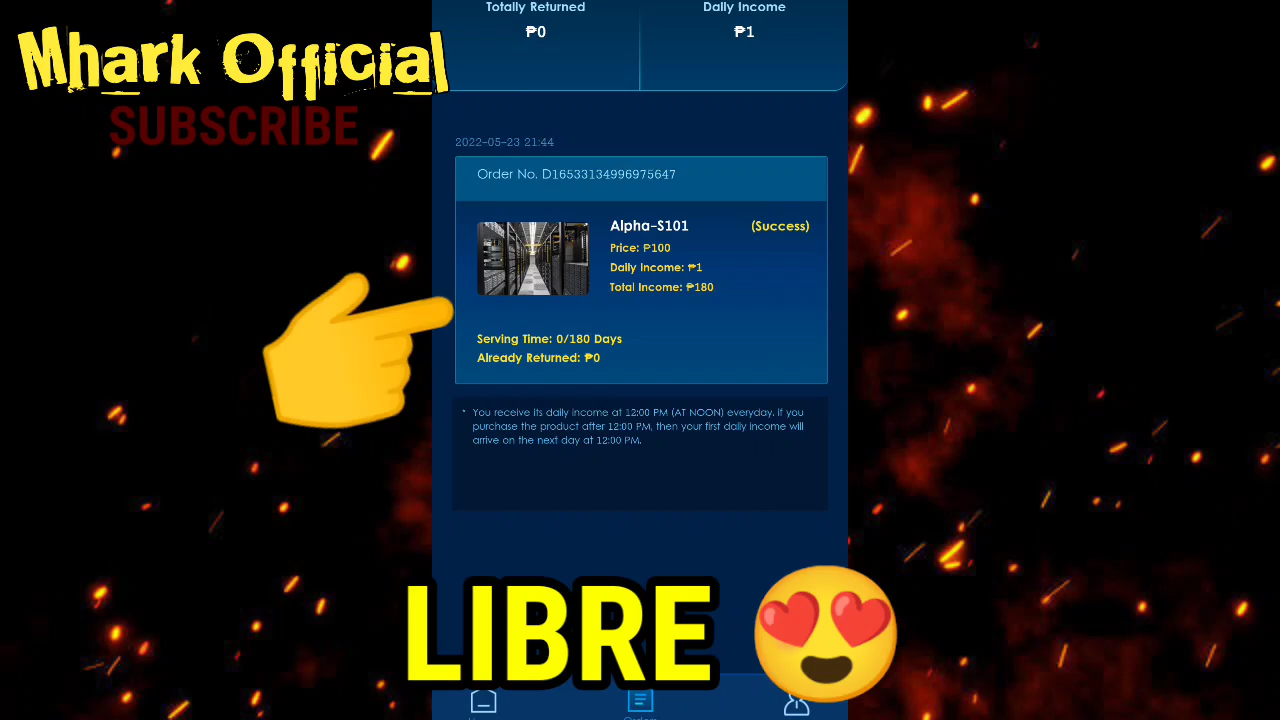 Mhark Official
SUBSCRIBE
Totally Returned
₱0
Daily Income
₱1
2022-05-23 21:44
Order No. D16533134996975647
Alpha-S101
(Success)
Price: ₱100
Daily Income: ₱1
Total Income: ₱180
Serving Time: 0/180 Days
Already Returned: ₱0
* You receive its daily income at 12:00 PM (AT NOON) everyday. if you
purchase the product after 12:00 PM, then your first daily income will
arrive on the next day at 12:00 PM.
LIBRE